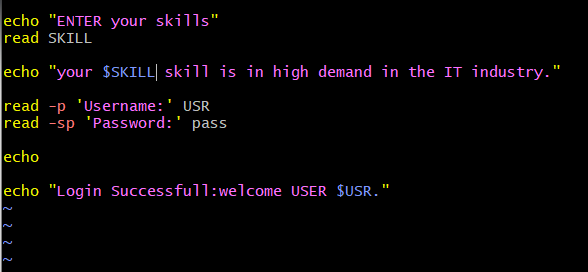 echo "ENTER your skills"
read SKILL
echo "your $SKILL skill is in high demand in the IT industry."
read -p 'Username:' USR
read -sp 'Password:' pass
echo
echo "Login Successfull:welcome USER $USR."
~
~
~
~